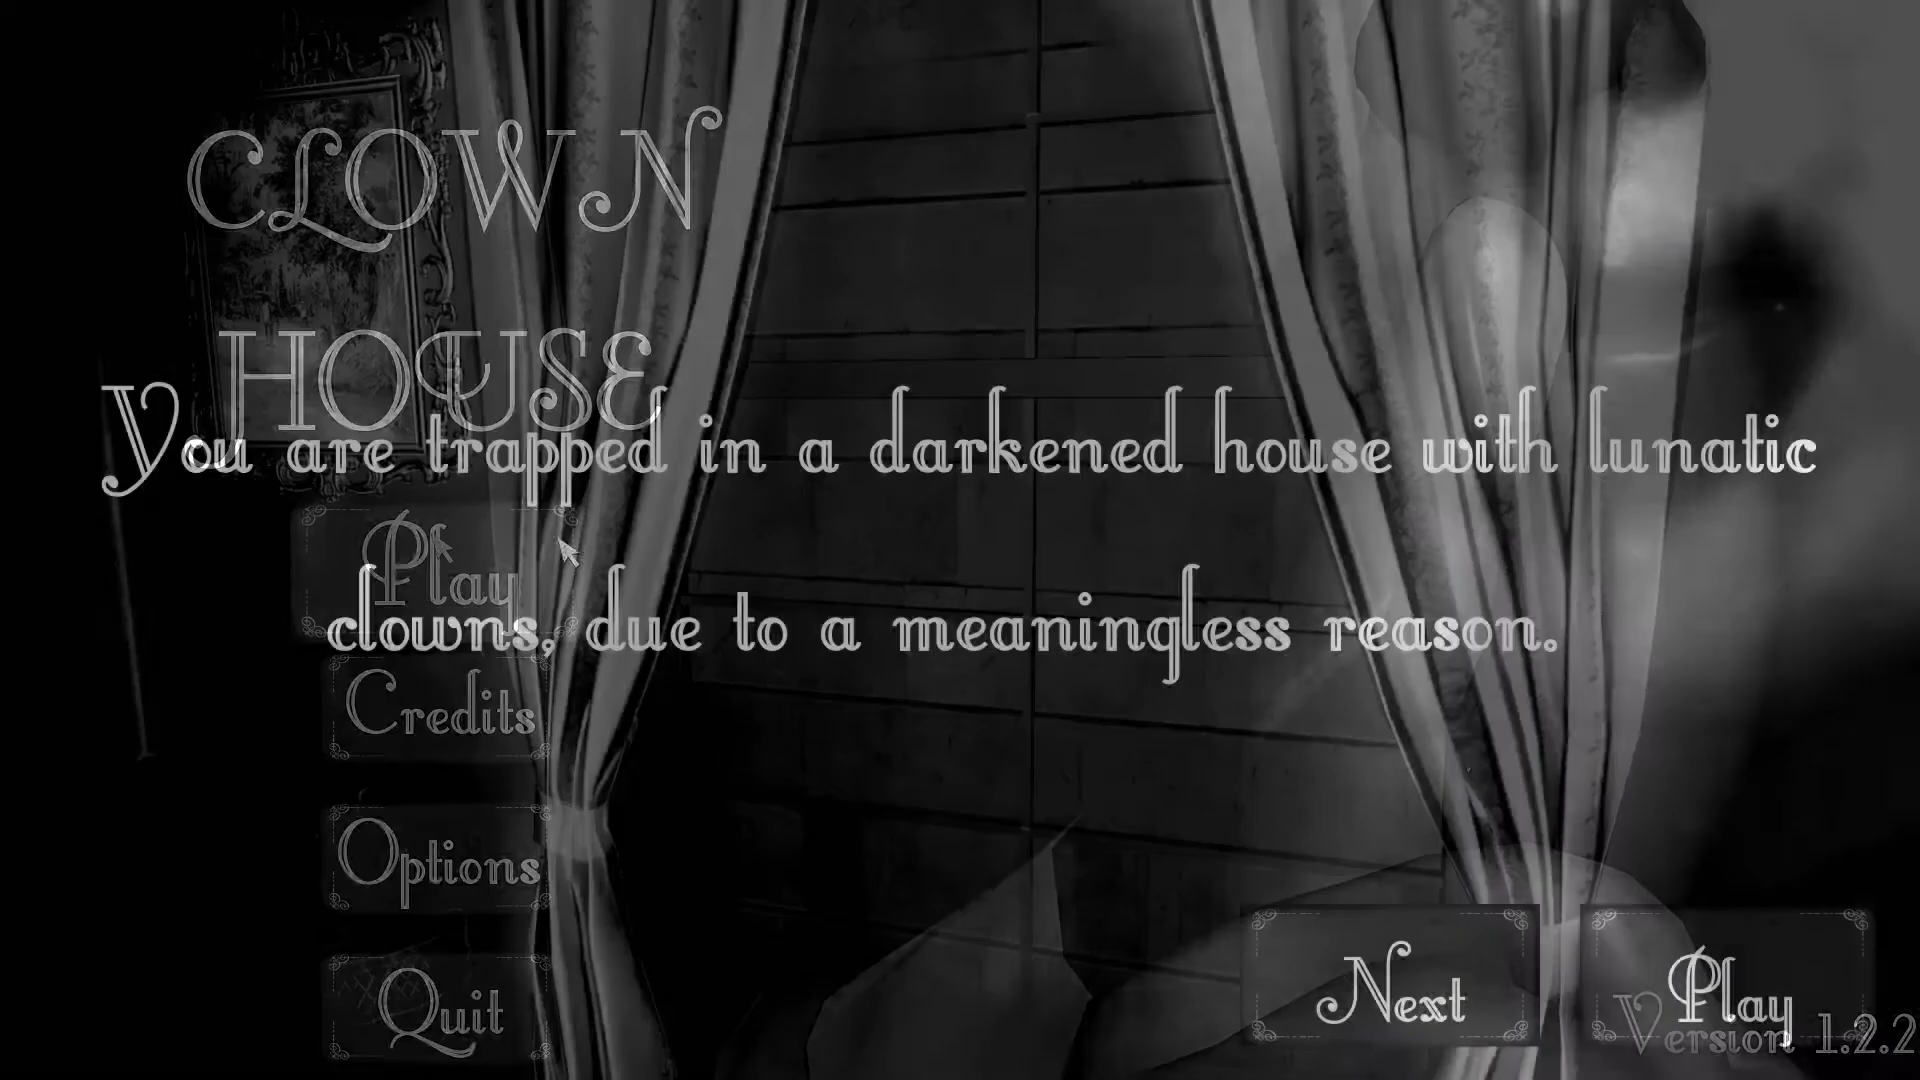 CLOWN
HOUSE
You are trapped in a darkened house with lunatic
clowns, due to a meaningless reason.
Play
Credits
Options
Quit
Next
Play
Version 1.2.2